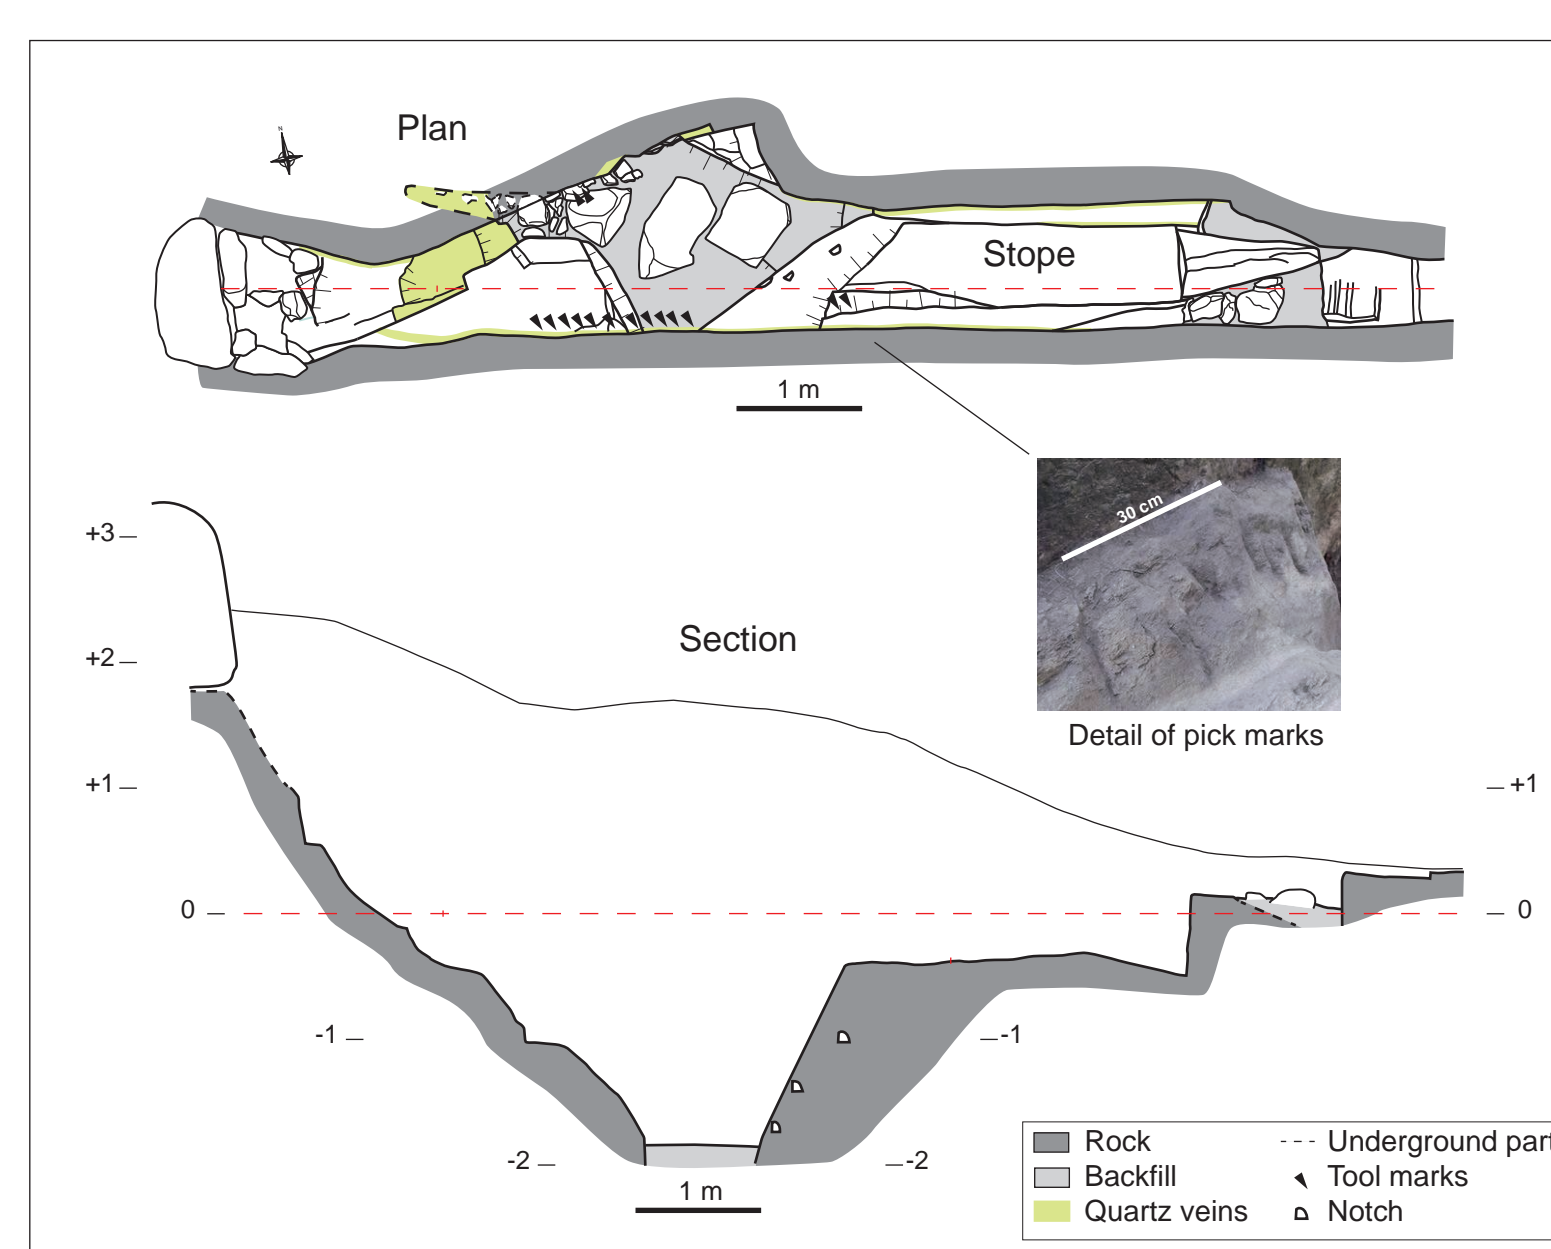 Plan
N
Stope
1 m
30 cm
+3
+2
Section
Detail of pick marks
+1
+1
0
0
-1
-1
-2
-2
1 m
Rock
Underground part
Backfill
Tool marks
Quartz veins
Notch